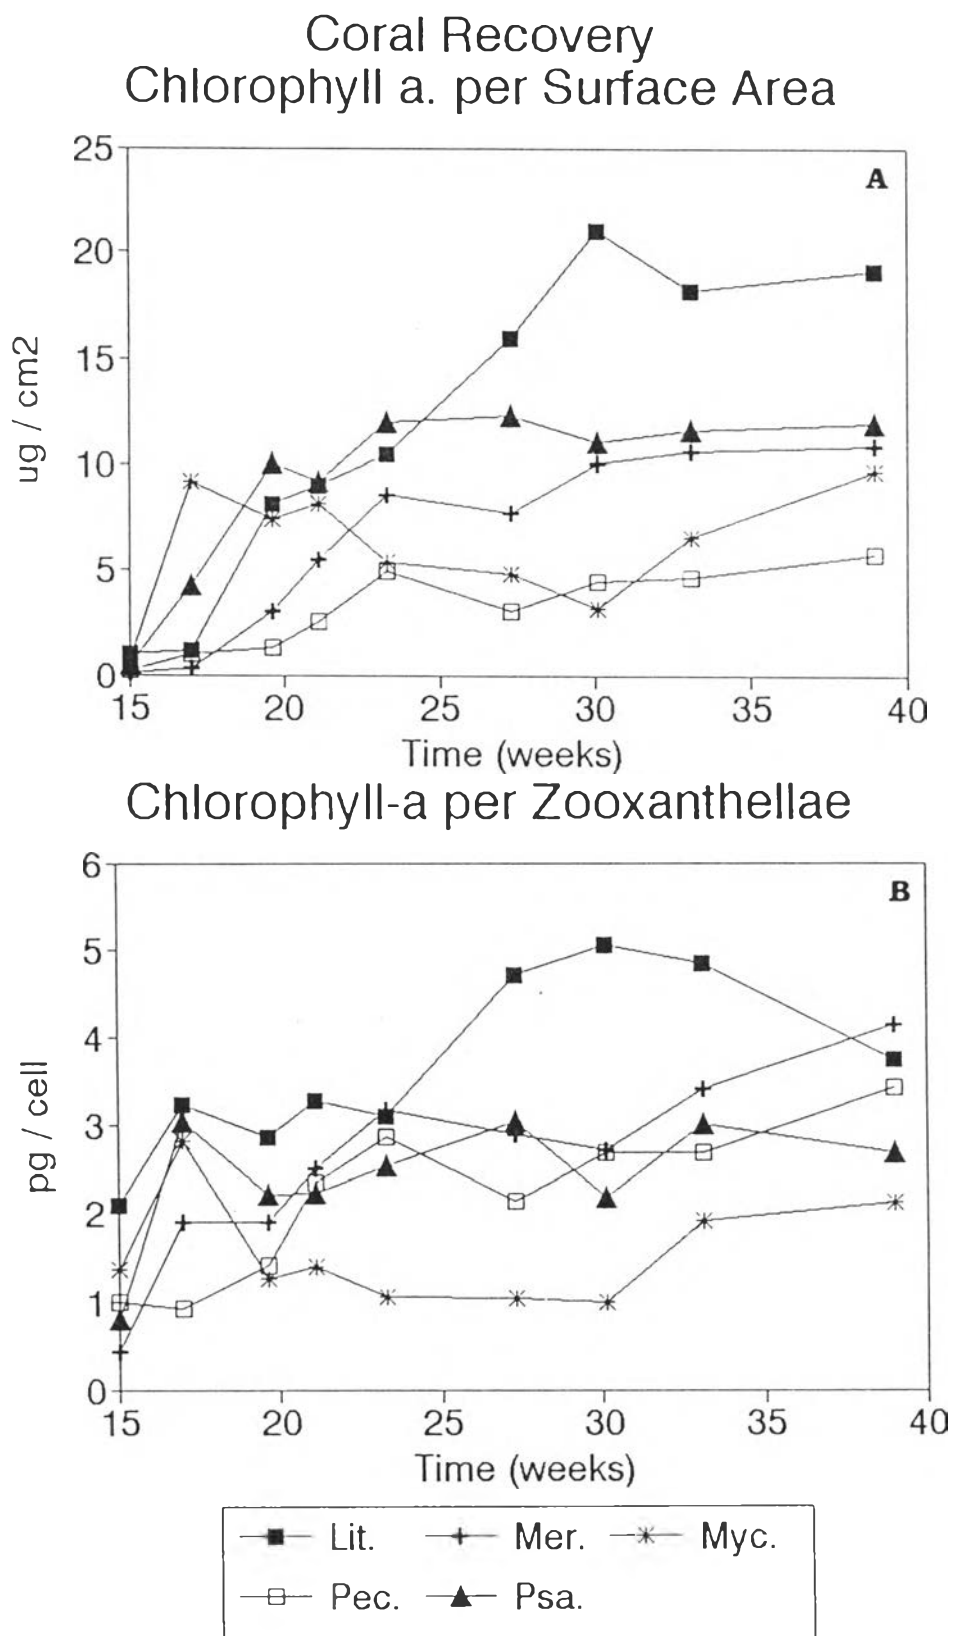 Coral Recovery
Chlorophyll a. per Surface Area
25
20
15
10
5
0
ug / cm2
A
15 20 25 30 35 40
Time (weeks)
Chlorophyll-a per Zooxanthellae
6
5
4
3
2
1
0
pg / cell
B
15 20 25 30 35 40
Time (weeks)
Lit. Mer. Myc.
Pec. Psa.